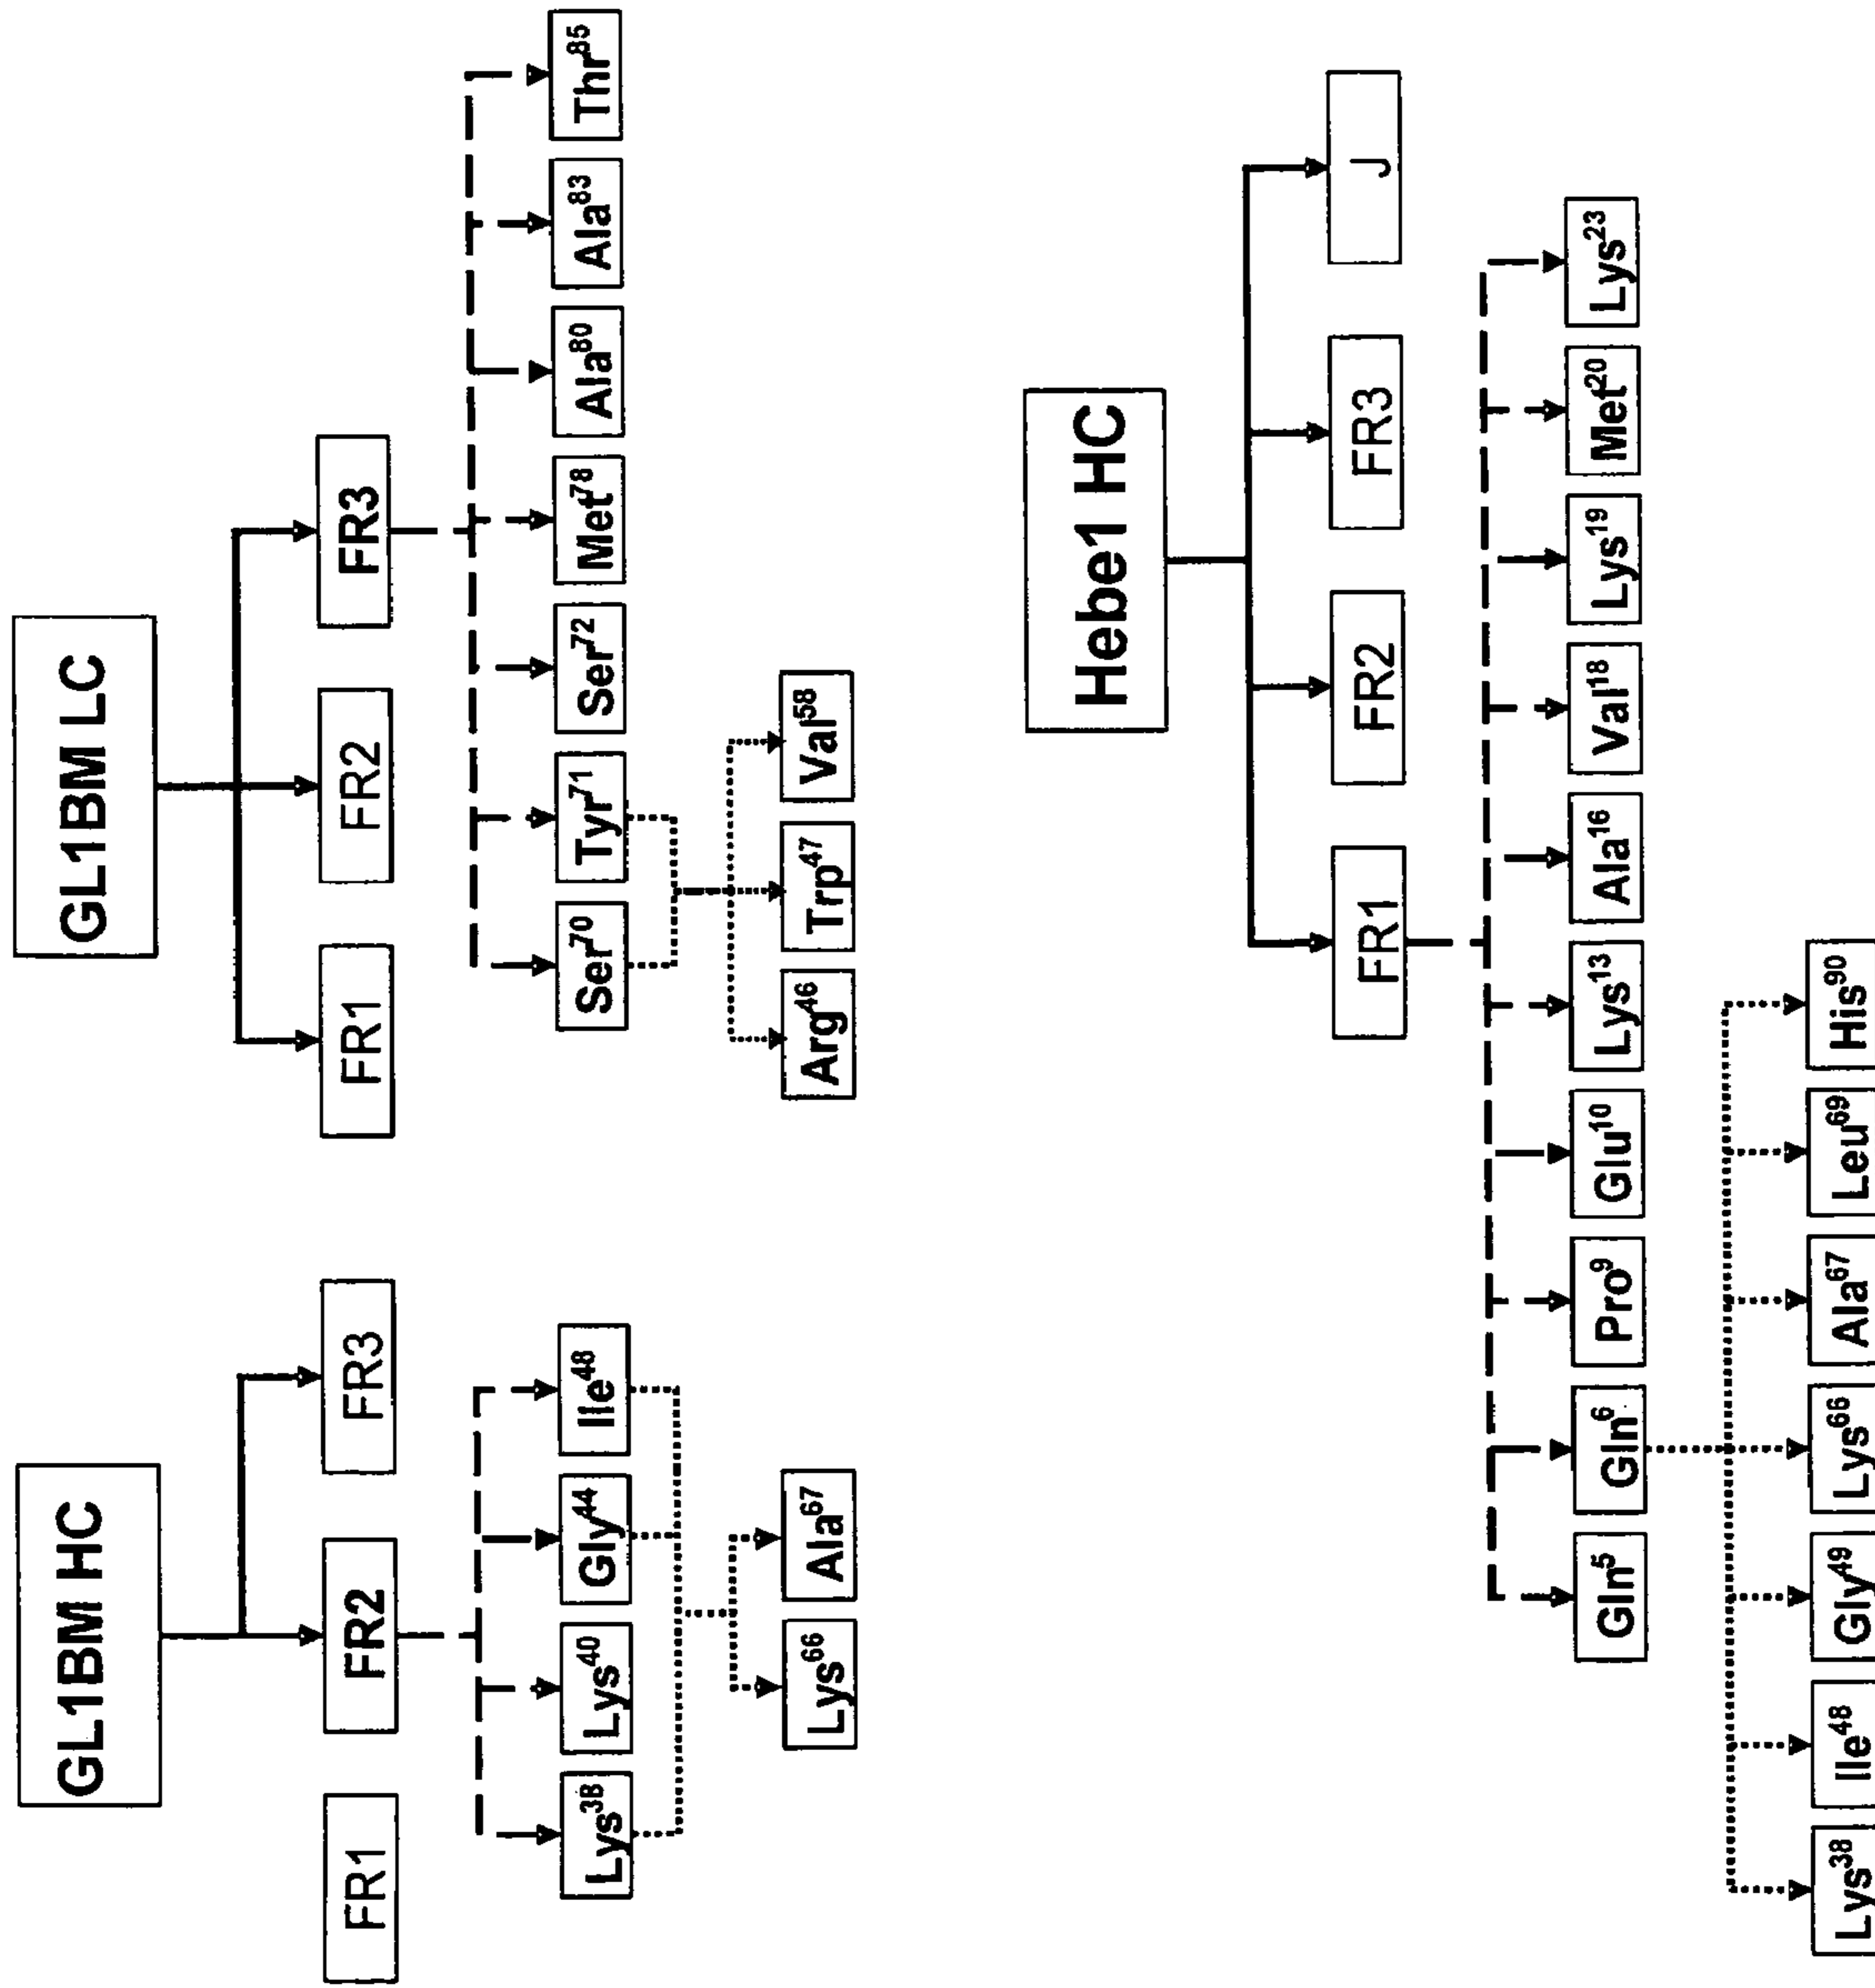 GL1BM HC
FR1
FR2
FR3
Lys³⁸
Lys⁴⁰
Gly⁴⁴
Ile⁴⁸
Lys⁶⁶
Ala⁶⁷
GL1BM LC
FR1
FR2
FR3
Ser⁷⁰
Tyr⁷¹
Ser⁷²
Met⁷⁸
Ala⁸⁰
Ala⁸³
Thr⁸⁵
Arg⁴⁶
Trp⁴⁷
Val⁵⁸
Hebe1 HC
FR1
FR2
FR3
J
Gln⁵
Gln⁶
Pro⁹
Glu¹⁰
Lys¹³
Ala¹⁶
Val¹⁸
Lys¹⁹
Met²⁰
Lys²³
Lys³⁸
Ile⁴⁸
Gly⁴⁹
Lys⁶⁶
Ala⁶⁷
Leu⁶⁹
His⁹⁰